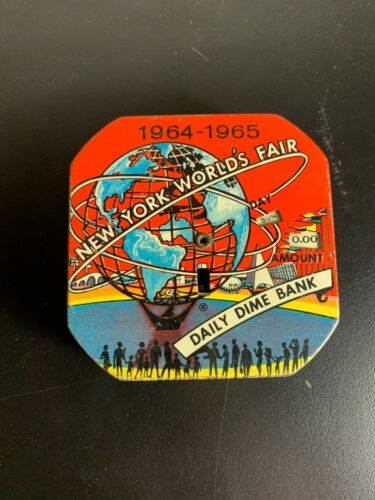 1964-1965
NEW YORK WORLD'S FAIR
DAY
SUN
0.00
AMOUNT
®
DAILY DIME BANK